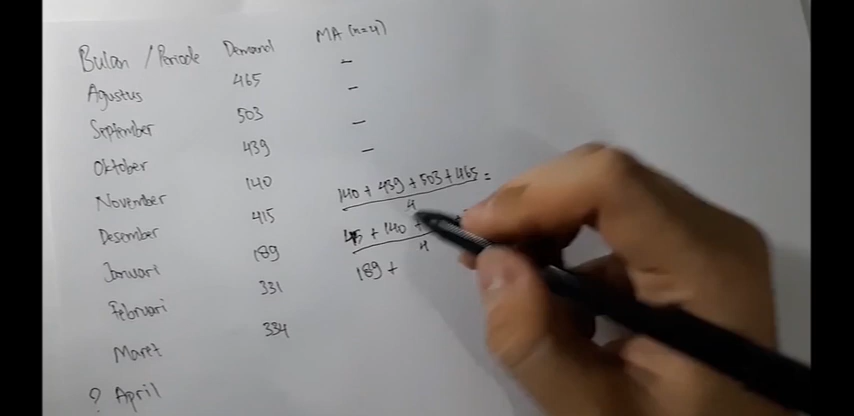 Bulan / Periode Demand MA (n=4)
Agustus 465 -
September 503 -
Oktober 439 -
November 140 -
Desember 415 140 + 439 + 503 + 465 =
4
Januari 189 + 140 +
4
Februari 331 189 +
Maret 334
? April